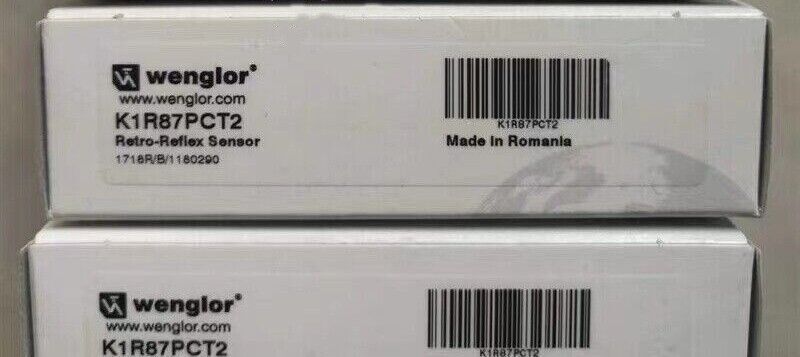 wenglor®
www.wenglor.com
K1R87PCT2
Retro-Reflex Sensor
1718R/B/1180290
K1R87PCT2
Made in Romania
wenglor®
www.wenglor.com
K1R87PCT2
K1R87PCT2